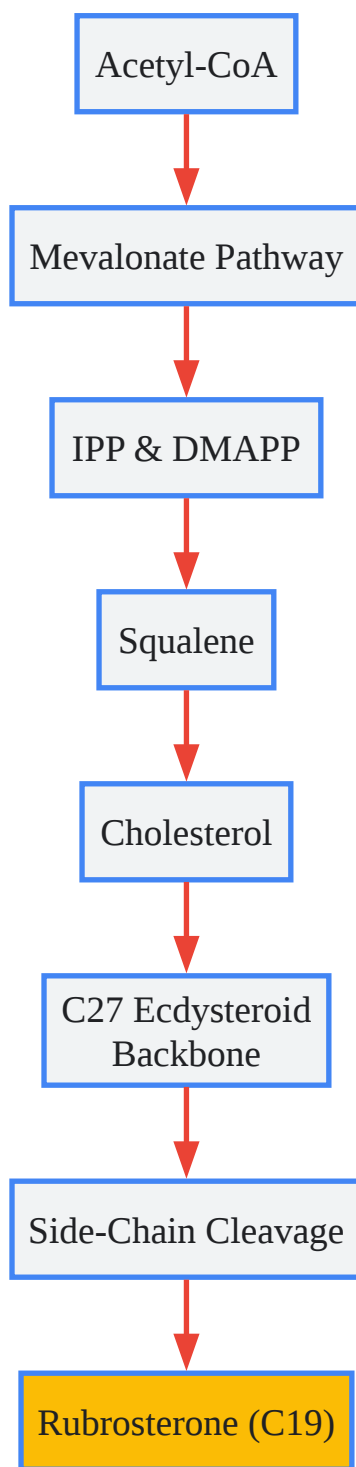 Acetyl-CoA
Mevalonate Pathway
IPP & DMAPP
Squalene
Cholesterol
C27 Ecdysteroid
Backbone
Side-Chain Cleavage
Rubrosterone (C19)